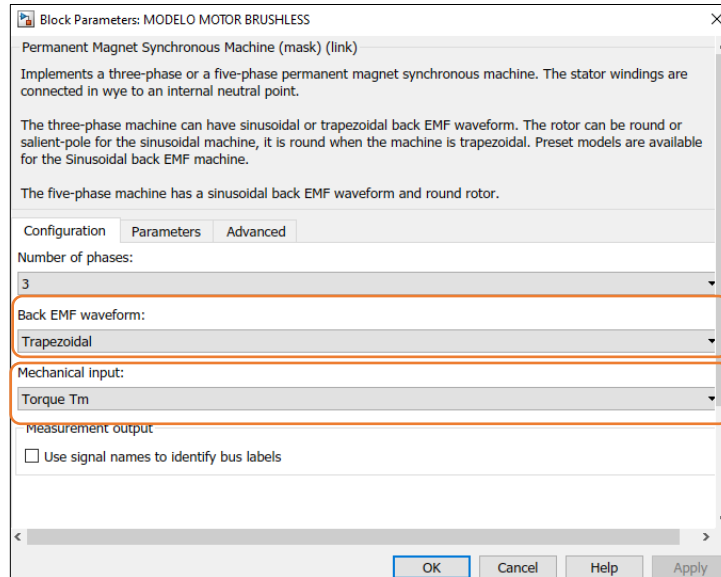 Block Parameters: MODELO MOTOR BRUSHLESS
Permanent Magnet Synchronous Machine (mask) (link)
Implements a three-phase or a five-phase permanent magnet synchronous machine. The stator windings are
connected in wye to an internal neutral point.
The three-phase machine can have sinusoidal or trapezoidal back EMF waveform. The rotor can be round or
salient-pole for the sinusoidal machine, it is round when the machine is trapezoidal. Preset models are available
for the Sinusoidal back EMF machine.
The five-phase machine has a sinusoidal back EMF waveform and round rotor.
Configuration Parameters Advanced
Number of phases:
3
Back EMF waveform:
Trapezoidal
Mechanical input:
Torque Tm
Measurement output
Use signal names to identify bus labels
OK Cancel Help Apply